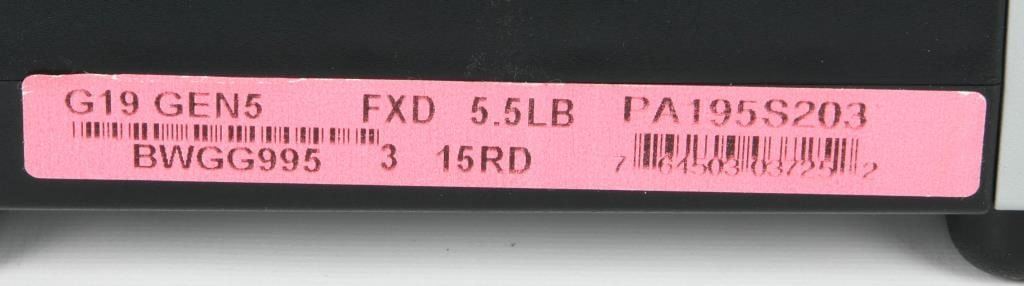 G19 GEN5 FXD 5.5LB PA195S203
BWGG995 3 15RD 7 64503 03725 2